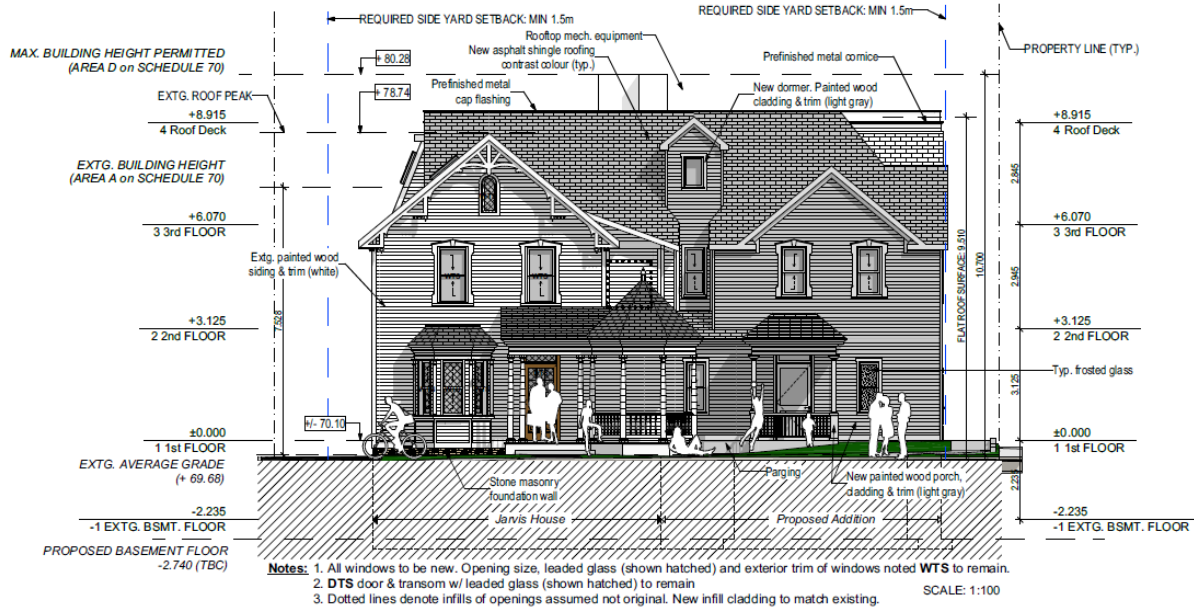 REQUIRED SIDE YARD SETBACK: MIN 1.5m
REQUIRED SIDE YARD SETBACK: MIN 1.5m
MAX. BUILDING HEIGHT PERMITTED
(AREA D on SCHEDULE 70)
+ 80.28
Rooftop mech. equipment
New asphalt shingle roofing
contrast colour (typ.)
Prefinished metal cornice
PROPERTY LINE (TYP.)
EXTG. ROOF PEAK
+ 78.74
Prefinished metal
cap flashing
New dormer. Painted wood
cladding & trim (light gray)
+8.915
4 Roof Deck
+8.915
4 Roof Deck
EXTG. BUILDING HEIGHT
(AREA A on SCHEDULE 70)
2.845
+6.070
3 3rd FLOOR
+6.070
3 3rd FLOOR
Extg. painted wood
siding & trim (white)
FLAT ROOF SURFACE: 9.510
10.700
2.945
7.528
+3.125
2 2nd FLOOR
+3.125
2 2nd FLOOR
Typ. frosted glass
3.125
+/- 70.10
±0.000
1 1st FLOOR
±0.000
1 1st FLOOR
EXTG. AVERAGE GRADE
(+ 69.68)
Stone masonry
foundation wall
Parging
New painted wood porch,
cladding & trim (light gray)
2.235
-2.235
-1 EXTG. BSMT. FLOOR
Jarvis House
Proposed Addition
-2.235
-1 EXTG. BSMT. FLOOR
PROPOSED BASEMENT FLOOR
-2.740 (TBC)
Notes: 1. All windows to be new. Opening size, leaded glass (shown hatched) and exterior trim of windows noted WTS to remain.
2. DTS door & transom w/ leaded glass (shown hatched) to remain
3. Dotted lines denote infills of openings assumed not original. New infill cladding to match existing.
SCALE: 1:100